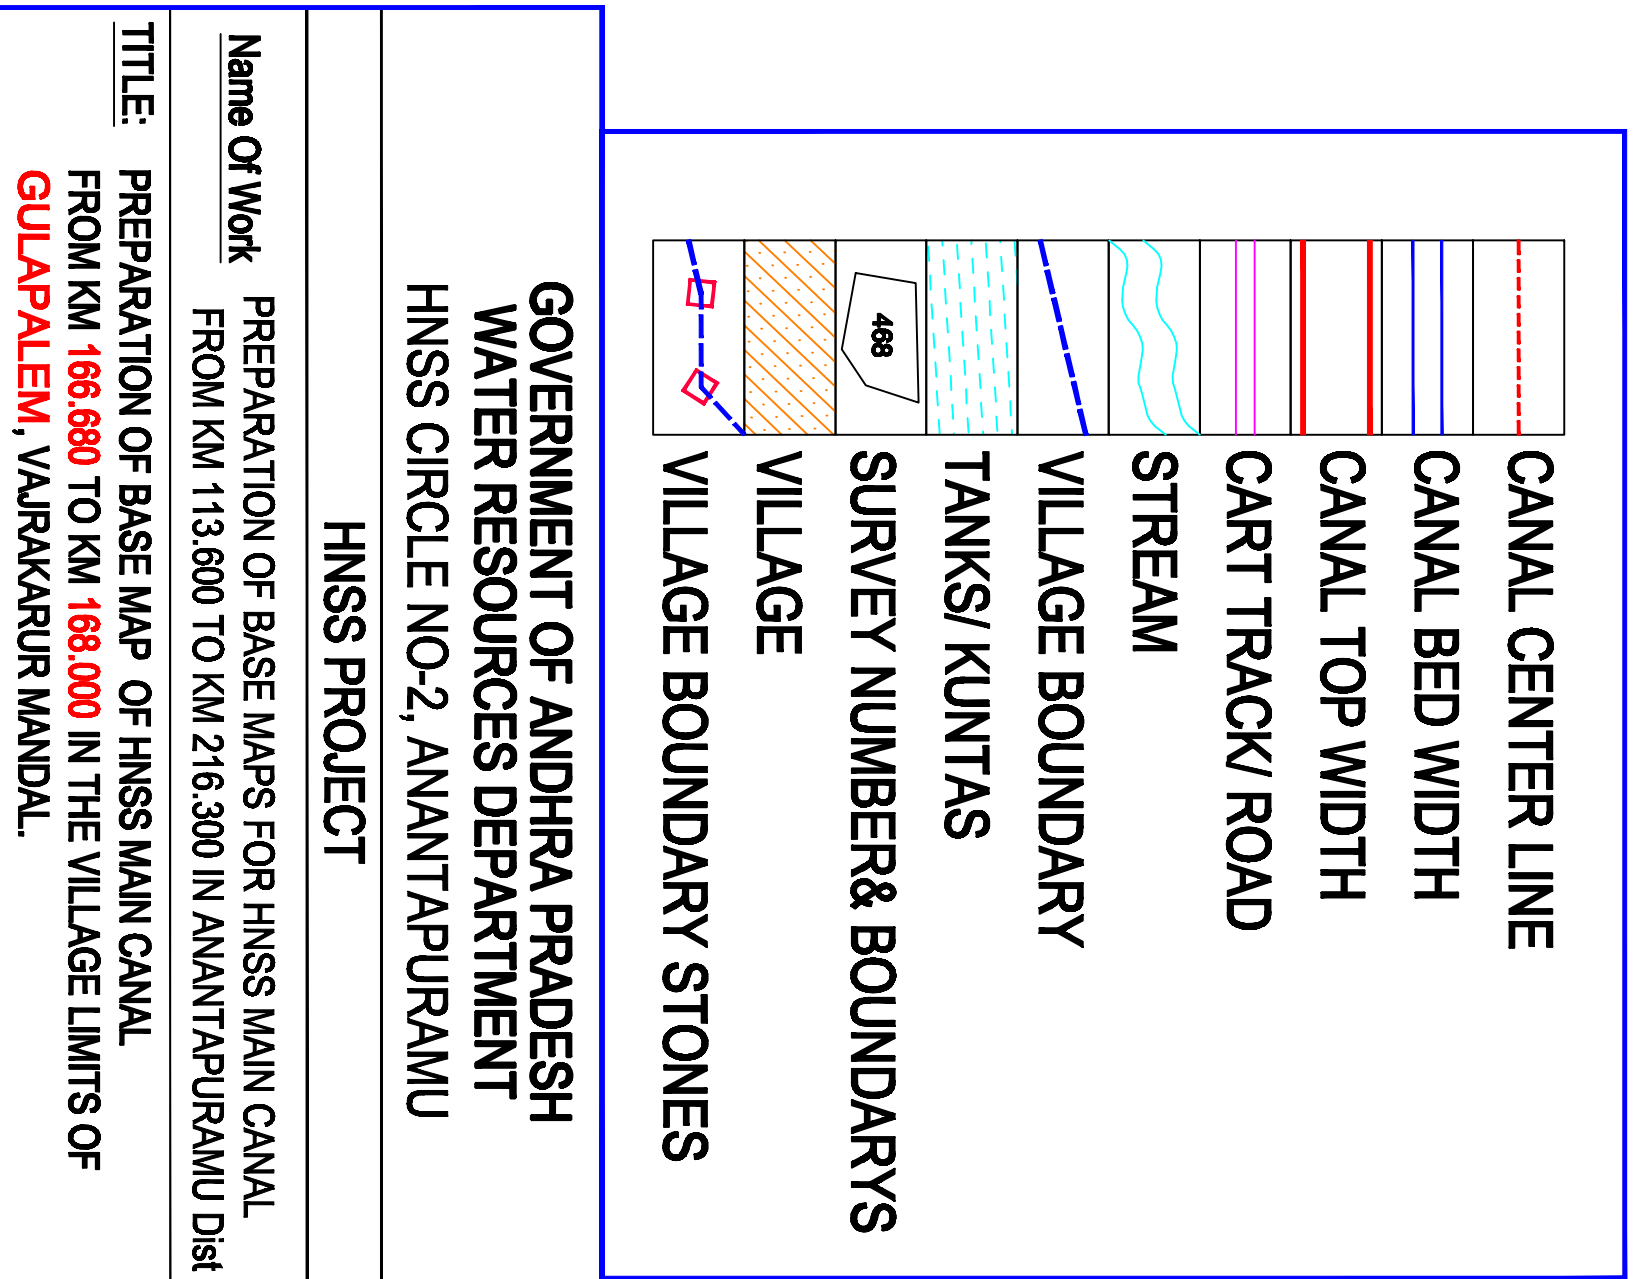 CANAL CENTER LINE
CANAL BED WIDTH
CANAL TOP WIDTH
CART TRACK/ ROAD
STREAM
VILLAGE BOUNDARY
TANKS/ KUNTAS
468
SURVEY NUMBER& BOUNDARYS
VILLAGE
VILLAGE BOUNDARY STONES
GOVERNMENT OF ANDHRA PRADESH
WATER RESOURCES DEPARTMENT
HNSS CIRCLE NO-2, ANANTAPURAMU
HNSS PROJECT
Name Of Work PREPARATION OF BASE MAPS FOR HNSS MAIN CANAL
FROM KM 113.600 TO KM 216.300 IN ANANTAPURAMU Dist
TITLE: PREPARATION OF BASE MAP OF HNSS MAIN CANAL
FROM KM 166.680 TO KM 168.000 IN THE VILLAGE LIMITS OF
GULAPALEM, VAJRAKARUR MANDAL.